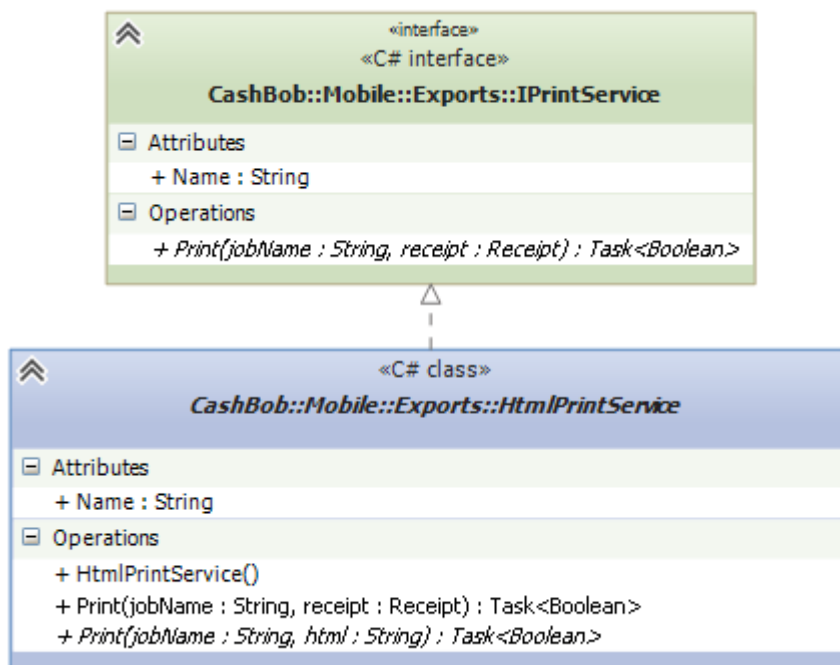 «interface»
«C# interface»
CashBob::Mobile::Exports::IPrintService
Attributes
+ Name : String
Operations
+ Print(jobName : String, receipt : Receipt) : Task<Boolean>
«C# class»
CashBob::Mobile::Exports::HtmlPrintService
Attributes
+ Name : String
Operations
+ HtmlPrintService()
+ Print(jobName : String, receipt : Receipt) : Task<Boolean>
+ Print(jobName : String, html : String) : Task<Boolean>